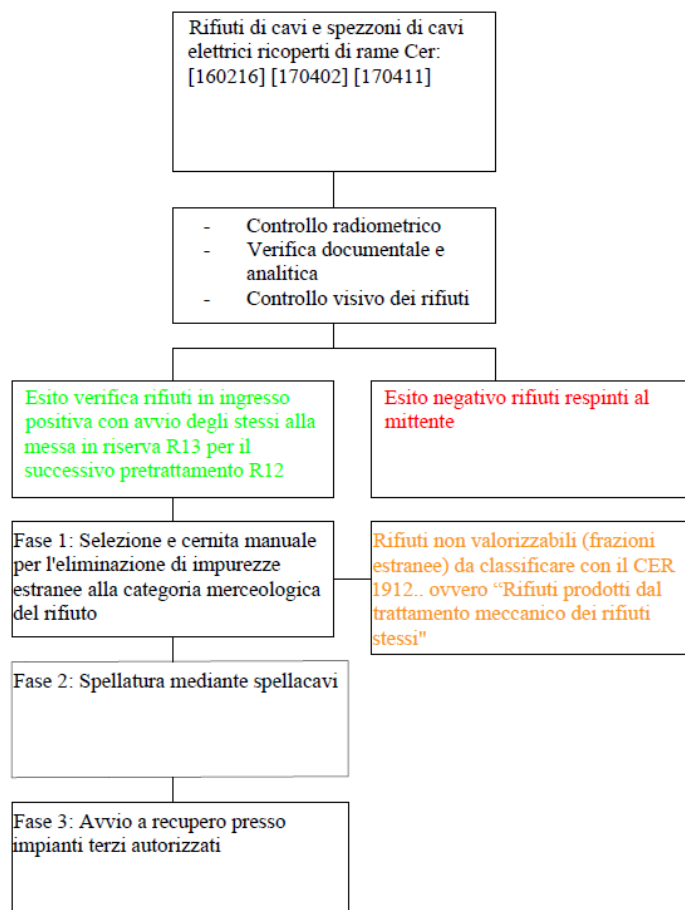 Rifiuti di cavi e spezzoni di cavi
elettrici ricoperti di rame Cer:
[160216] [170402] [170411]
- Controllo radiometrico
- Verifica documentale e
analitica
- Controllo visivo dei rifiuti
Esito verifica rifiuti in ingresso
positiva con avvio degli stessi alla
messa in riserva R13 per il
successivo pretrattamento R12
Esito negativo rifiuti respinti al
mittente
Fase 1: Selezione e cernita manuale
per l'eliminazione di impurezze
estranee alla categoria merceologica
del rifiuto
Rifiuti non valorizzabili (frazioni
estranee) da classificare con il CER
1912.. ovvero “Rifiuti prodotti dal
trattamento meccanico dei rifiuti
stessi"
Fase 2: Spellatura mediante spellacavi
Fase 3: Avvio a recupero presso
impianti terzi autorizzati